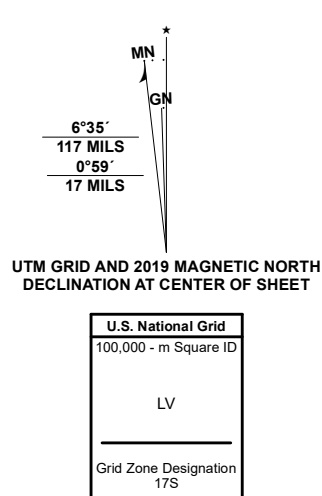 MN
GN
6°35´
117 MILS
0°59´
17 MILS
UTM GRID AND 2019 MAGNETIC NORTH
DECLINATION AT CENTER OF SHEET
U.S. National Grid
100,000 - m Square ID
LV
Grid Zone Designation
17S